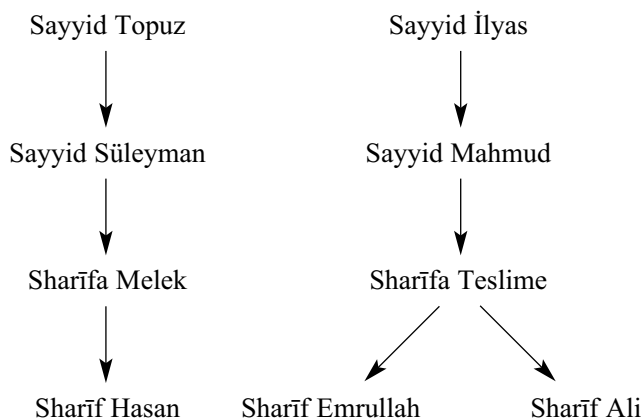 Sayyid Topuz
Sayyid İlyas
Sayyid Süleyman
Sayyid Mahmud
Sharīfa Melek
Sharīfa Teslime
Sharīf Hasan
Sharīf Emrullah
Sharīf Ali